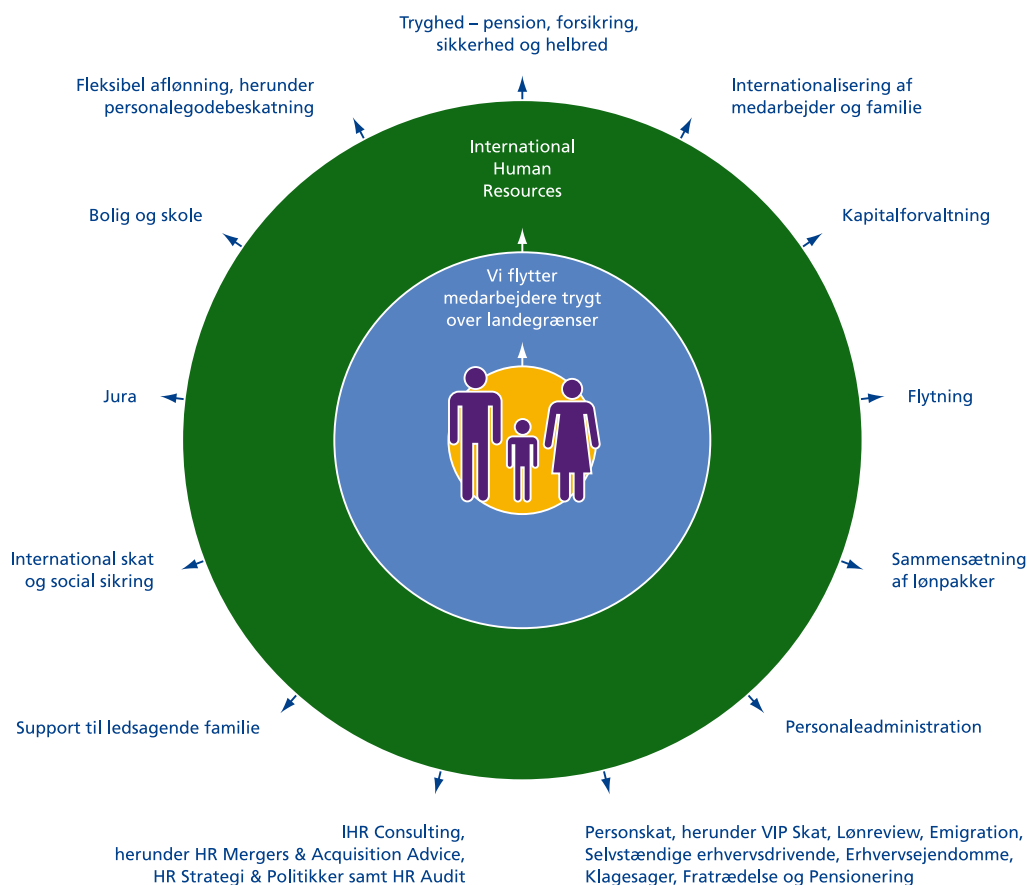 Tryghed – pension, forsikring,
sikkerhed og helbred
Fleksibel aflønning, herunder
personalegodebeskatning
Internationalisering af
medarbejder og familie
International
Human
Resources
Bolig og skole
Kapitalforvaltning
Vi flytter
medarbejdere trygt
over landegrænser
Jura
Flytning
International skat
og social sikring
Sammensætning
af lønpakker
Support til ledsagende familie
Personaleadministration
IHR Consulting,
herunder HR Mergers & Acquisition Advice,
HR Strategi & Politikker samt HR Audit
Personskat, herunder VIP Skat, Lønreview, Emigration,
Selvstændige erhvervsdrivende, Erhvervsejendomme,
Klagesager, Fratrædelse og Pensionering